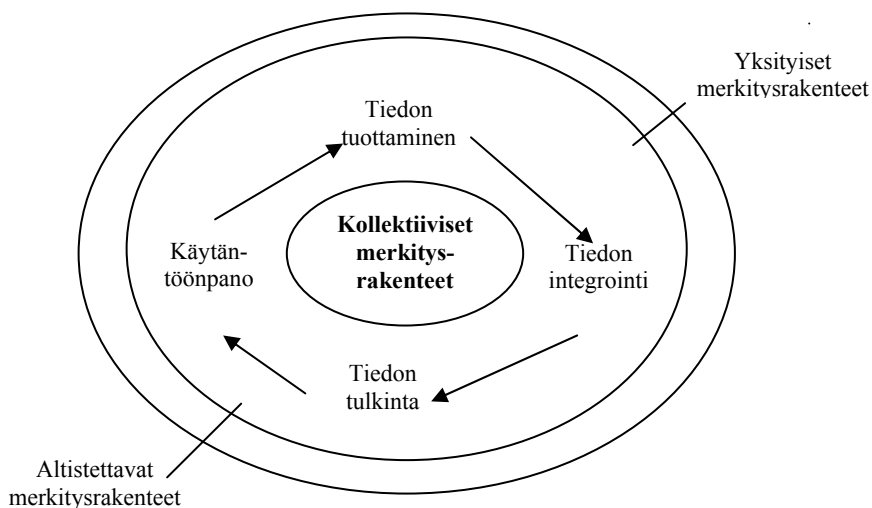 Yksityiset
merkitysrakenteet
Tiedon
tuottaminen
Kollektiiviset
merkitys-
rakenteet
Käytän-
töönpano
Tiedon
integrointi
Tiedon
tulkinta
Altistettavat
merkitysrakenteet